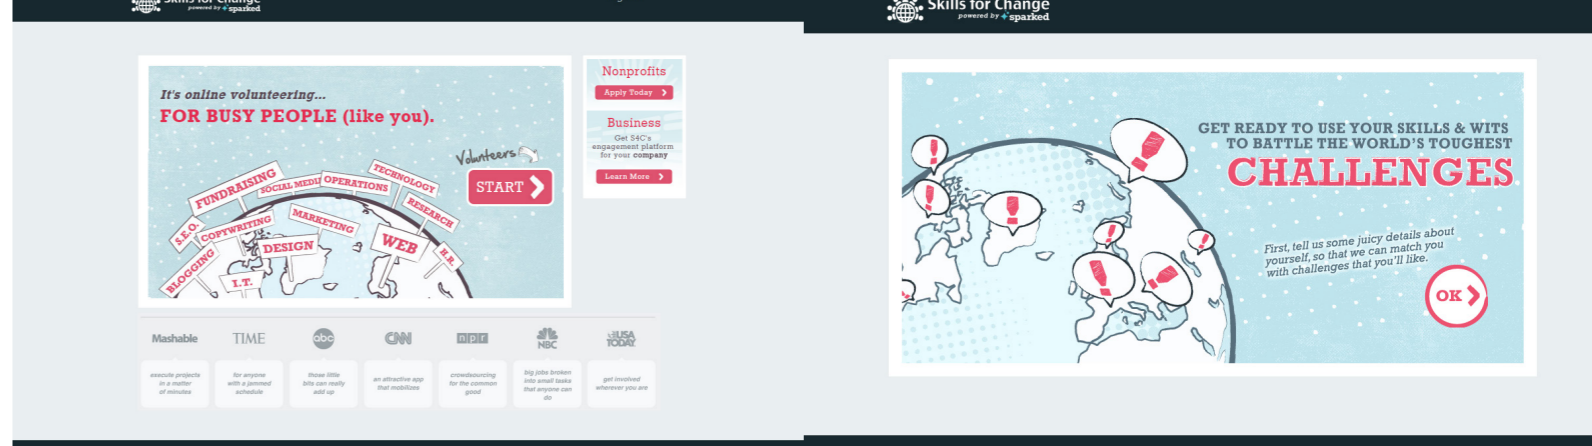 Skills for Change
powered by sparked
It's online volunteering...
FOR BUSY PEOPLE (like you).
Volunteers
START
FUNDRAISING
SOCIAL MEDI
OPERATIONS
TECHNOLOGY
RESEARCH
S.E.O.
COPYWRITING
MARKETING
BLOGGING
DESIGN
WEB
H.R.
I.T.
Nonprofits
Apply Today
Business
Get S4C's
engagement platform
for your company
Learn More
Mashable
TIME
abc
CNN
npr
NBC
USA
TODAY
execute projects
in a matter
of minutes
for anyone
with a jammed
schedule
those little
bits can really
add up
an attractive app
that mobilizes
crowdsourcing
for the common
good
big jobs broken
into small tasks
that anyone can
do
get involved
wherever you are
Skills for Change
powered by sparked
GET READY TO USE YOUR SKILLS & WITS
TO BATTLE THE WORLD'S TOUGHEST
CHALLENGES
First, tell us some juicy details about
yourself, so that we can match you
with challenges that you'll like.
OK